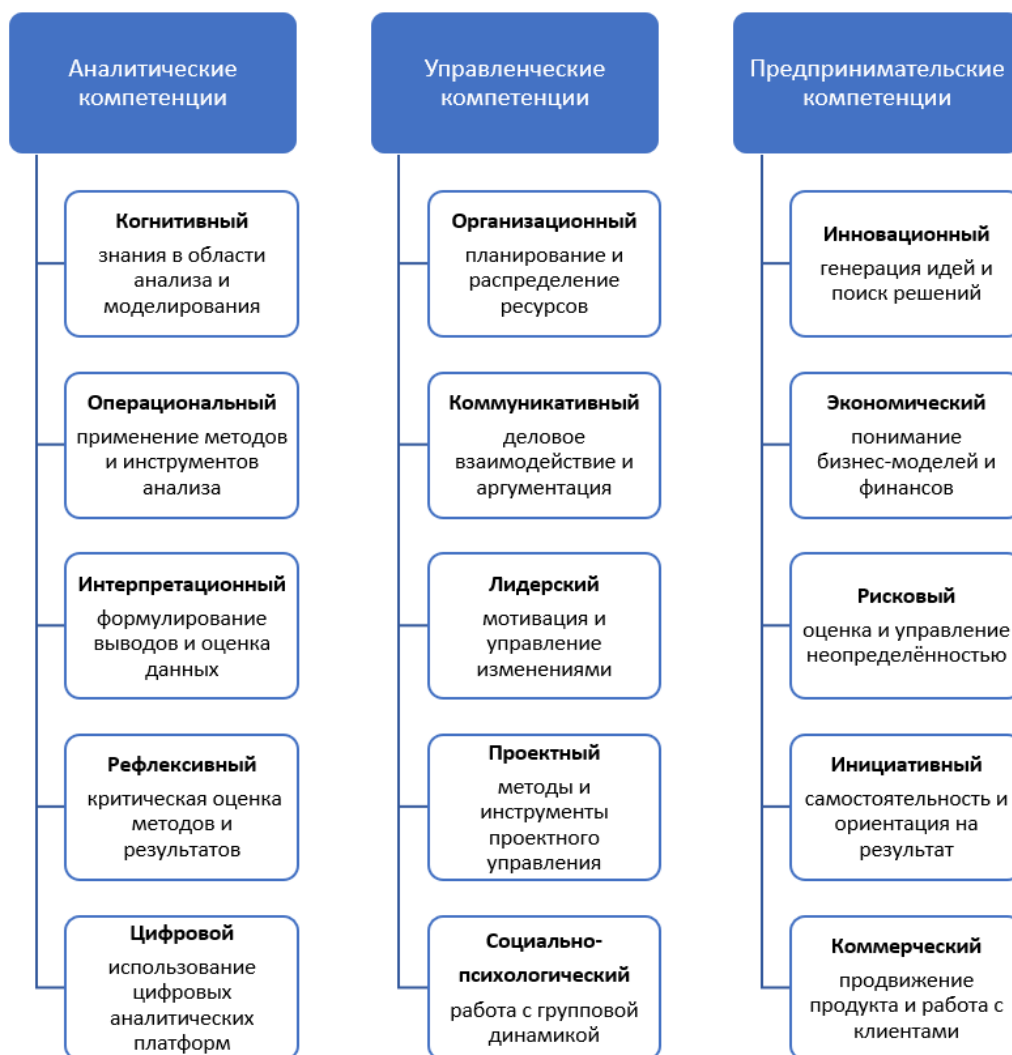 Аналитические
компетенции
Когнитивный
знания в области
анализа и
моделирования
Операциональный
применение методов
и инструментов
анализа
Интерпретационный
формулирование
выводов и оценка
данных
Рефлексивный
критическая оценка
методов и
результатов
Цифровой
использование
цифровых
аналитических
платформ
Управленческие
компетенции
Организационный
планирование и
распределение
ресурсов
Коммуникативный
деловое
взаимодействие и
аргументация
Лидерский
мотивация и
управление
изменениями
Проектный
методы и
инструменты
проектного
управления
Социально-
психологический
работа с групповой
динамикой
Предпринимательские
компетенции
Инновационный
генерация идей и
поиск решений
Экономический
понимание
бизнес-моделей и
финансов
Рисковый
оценка и управление
неопределённостью
Инициативный
самостоятельность и
ориентация на
результат
Коммерческий
продвижение
продукта и работа с
клиентами